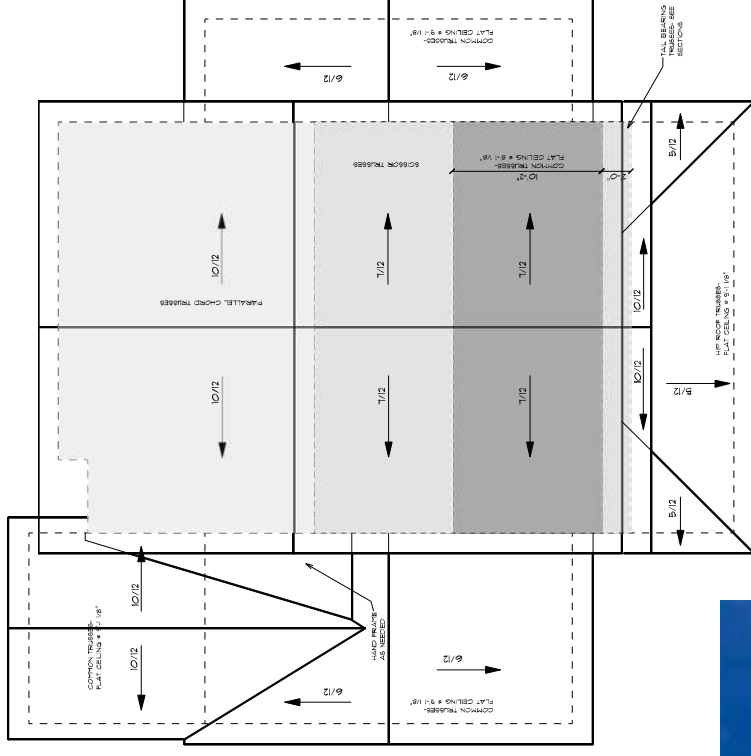 COMMON TRUSSES-
FLAT CEILING @ 9'-1 1/8"
6/12
6/12
TAIL BEARING
TRUSSES- SEE
SECTIONS
SCISSOR TRUSSES
COMMON TRUSSES-
FLAT CEILING @ 8'-1 1/8"
10'-2"
2'-0"
5/12
10/12
7/12
7/12
10/12
PARALLEL CHORD TRUSSES
HIP ROOF TRUSSES-
FLAT CEILING @ 9'-1 1/8"
10/12
7/12
7/12
10/12
5/12
5/12
COMMON TRUSSES-
FLAT CEILING @ 9'-1 1/8"
10/12
10/12
HAND FRAME
AS NEEDED
6/12
6/12
COMMON TRUSSES-
FLAT CEILING @ 9'-1 1/8"